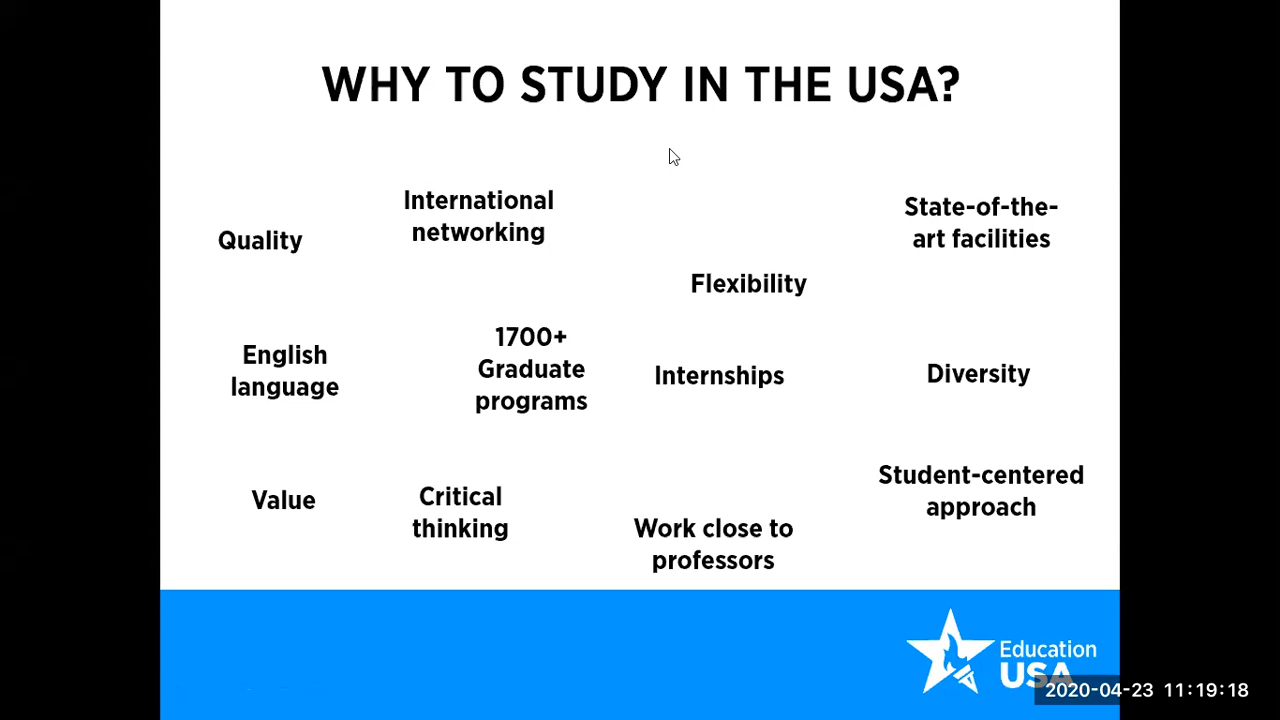 WHY TO STUDY IN THE USA?
Quality
International
networking
Flexibility
State-of-the-
art facilities
English
language
1700+
Graduate
programs
Internships
Diversity
Value
Critical
thinking
Work close to
professors
Student-centered
approach
Education
USA
2020-04-23 11:19:18